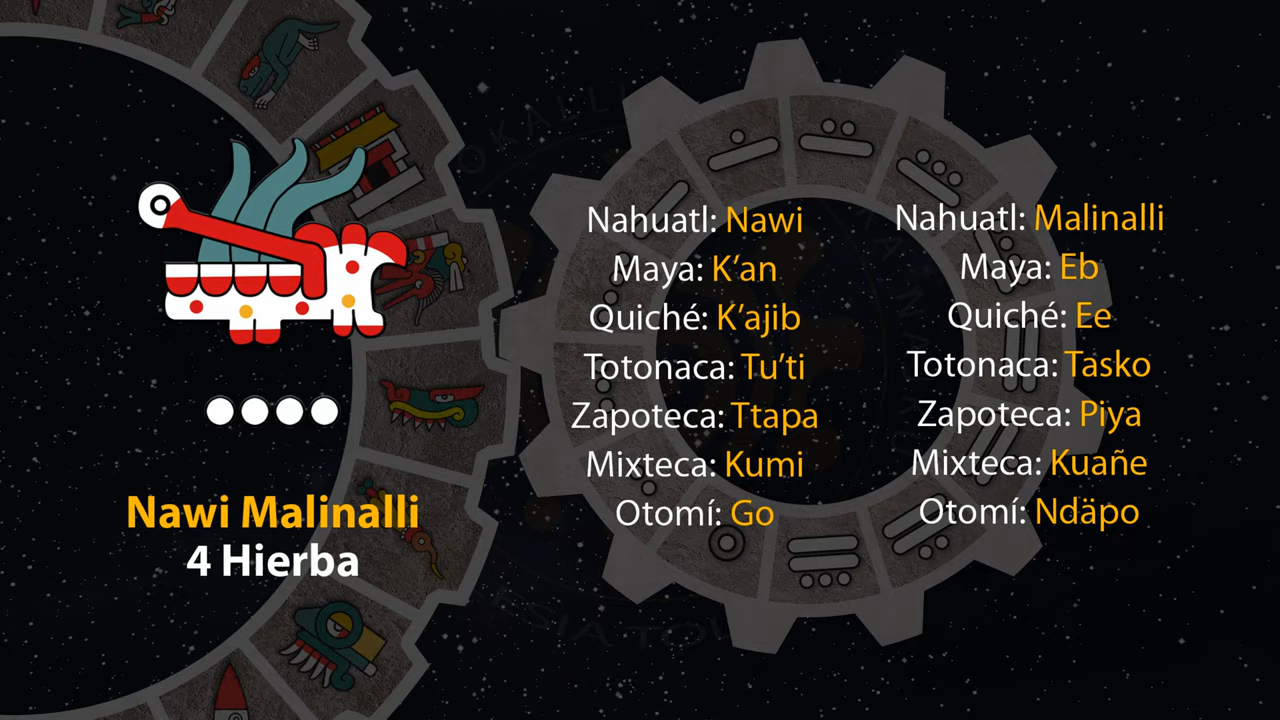 Nawi Malinalli
4 Hierba
Nahuatl: Nawi
Maya: K’an
Quiché: K’ajib
Totonaca: Tu’ti
Zapoteca: Ttapa
Mixteca: Kumi
Otomí: Go
Nahuatl: Malinalli
Maya: Eb
Quiché: Ee
Totonaca: Tasko
Zapoteca: Piya
Mixteca: Kuañe
Otomí: Ndäpo